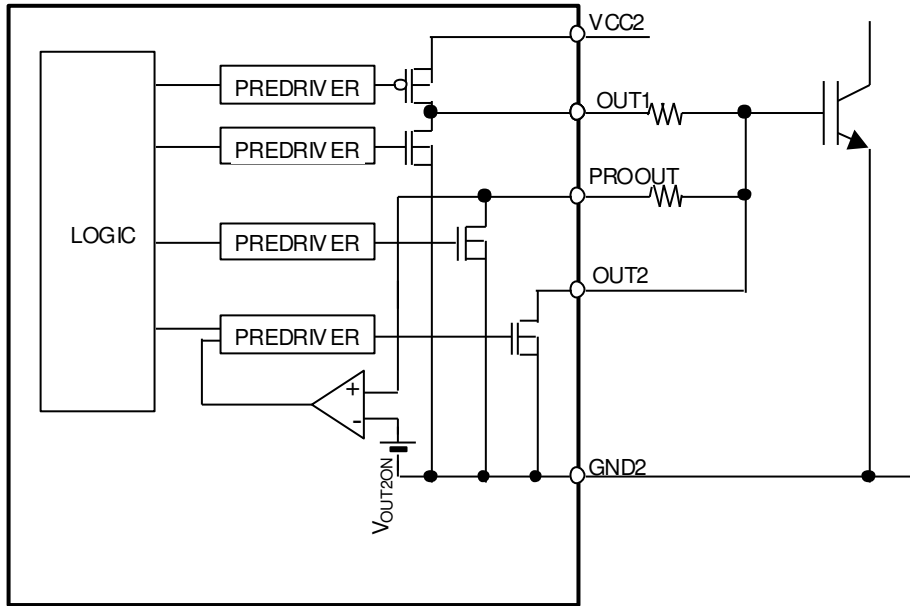 VCC2
PREDRIVER
OUT1
PREDRIVER
PROOUT
LOGIC
PREDRIVER
OUT2
PREDRIVER
+
-
GND2
VOUT2ON